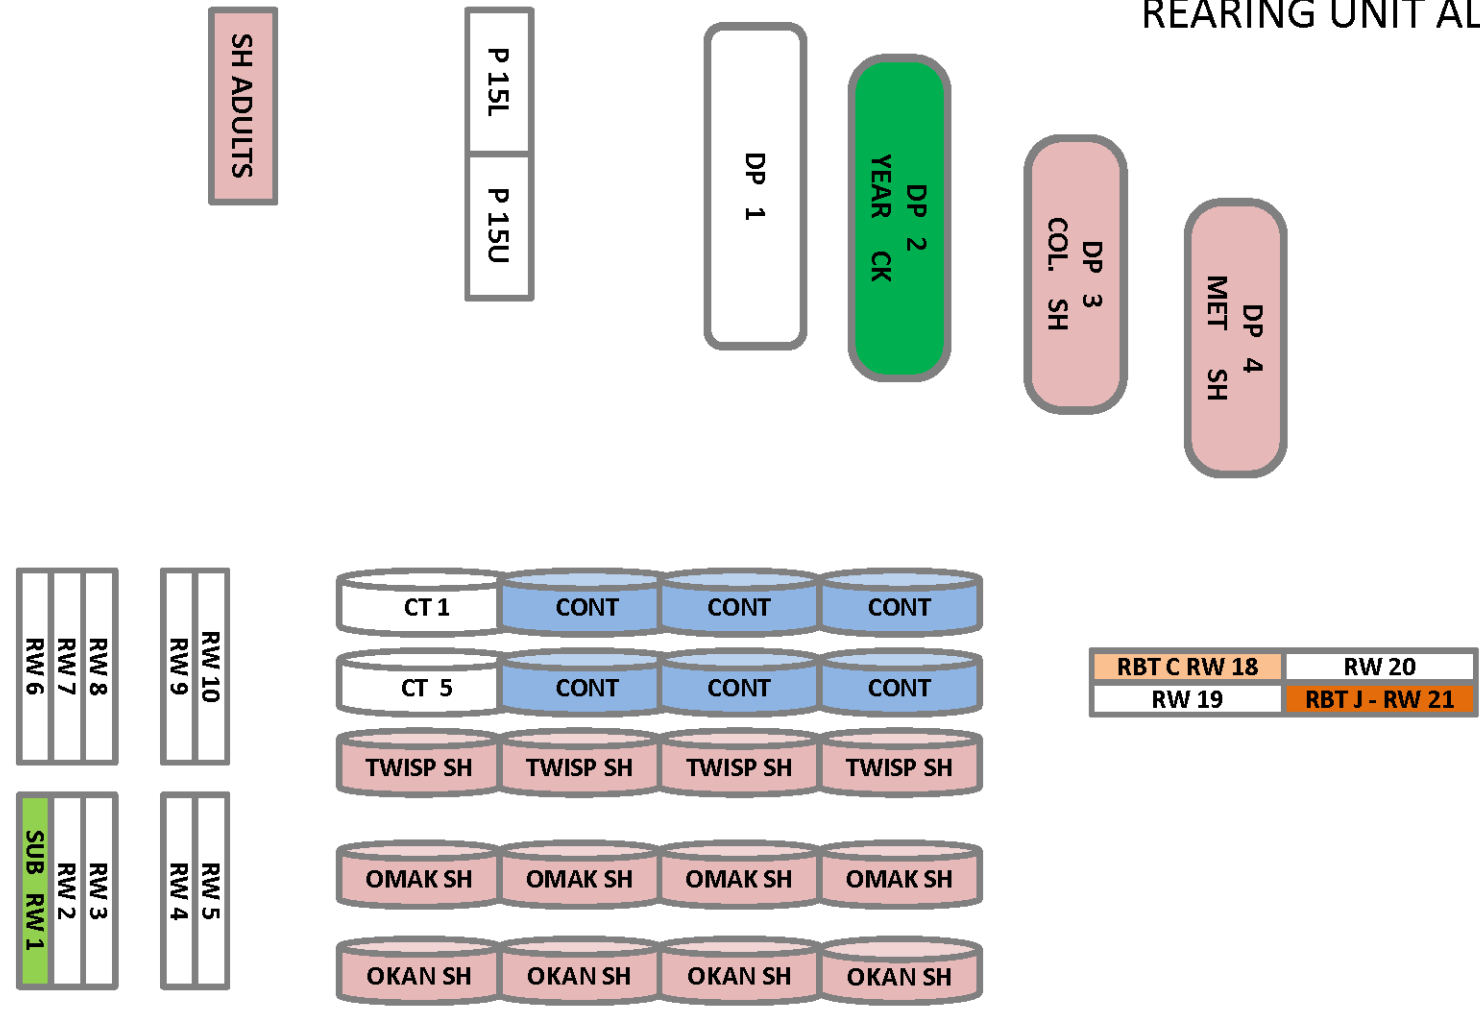 REARING UNIT AL
SH ADULTS
P 15L
P 15U
DP 1
DP 2
YEAR CK
DP 3
COL. SH
DP 4
MET SH
RW 6
RW 7
RW 8
RW 9
RW 10
CT 1 CONT CONT CONT
CT 5 CONT CONT CONT
TWISP SH TWISP SH TWISP SH TWISP SH
OMAK SH OMAK SH OMAK SH OMAK SH
OKAN SH OKAN SH OKAN SH OKAN SH
RBT C RW 18 RW 20
RW 19 RBT J - RW 21
SUB RW 1
RW 2
RW 3
RW 4
RW 5